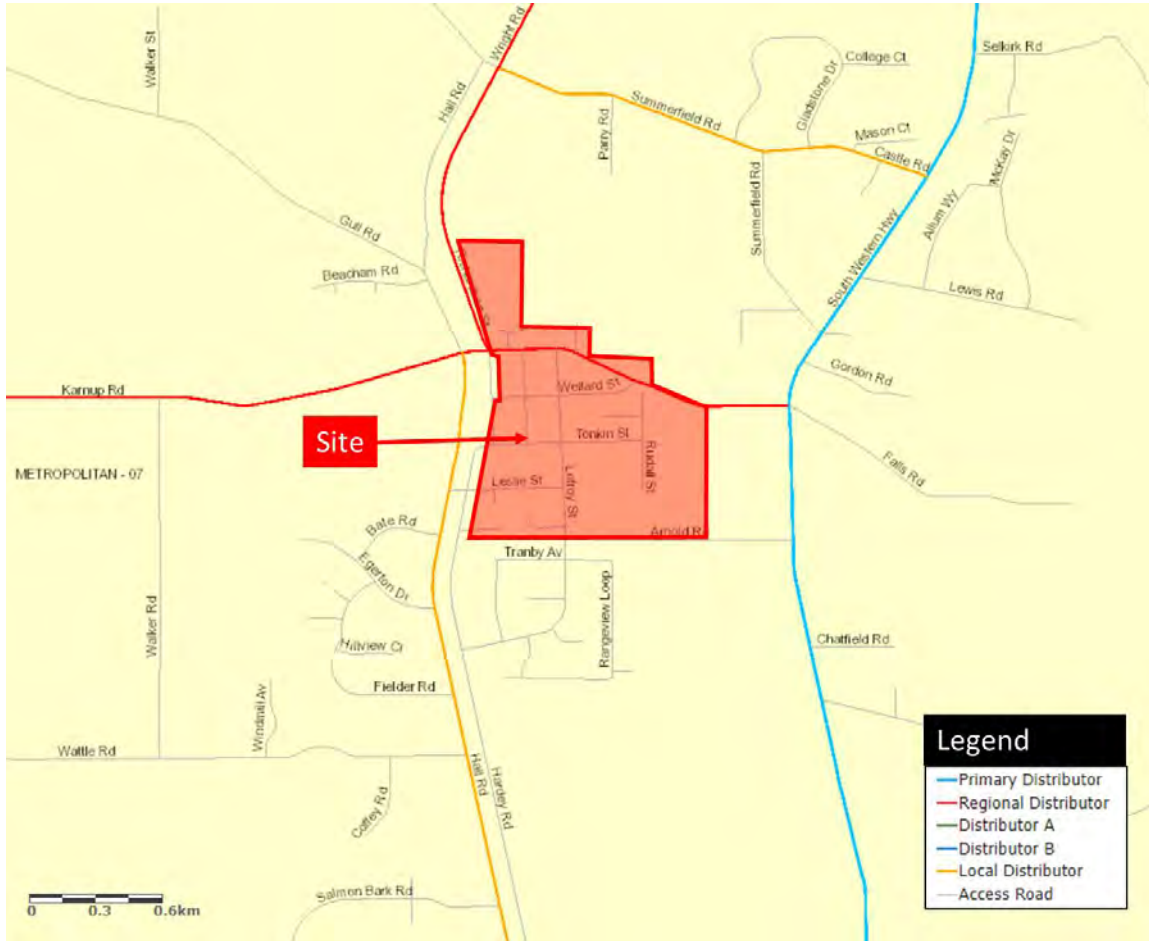 Walker St
Wright Rd
Hall Rd
Summerfield Rd
Parry Rd
Gladstone Dr
College Ct
Selkirk Rd
Mason Ct
Castle Rd
McKay Dr
Summerfield Rd
Allum Wy
South Western Hwy
Lewis Rd
Gull Rd
Beacham Rd
Gordon Rd
Karnup Rd
Wellard St
Site
Tonkin St
Falls Rd
METROPOLITAN - 07
Leslie St
Lefroy St
Rudall St
Bate Rd
Arnold R
Tranby Av
Egerton Dr
Rangeview Loop
Walker Rd
Hillview Ct
Chatfield Rd
Fielder Rd
Windmill Av
Wattle Rd
Hall Rd
Hardey Rd
Coffey Rd
Salmon Bark Rd
Legend
Primary Distributor
Regional Distributor
Distributor A
Distributor B
Local Distributor
Access Road
0 0.3 0.6km